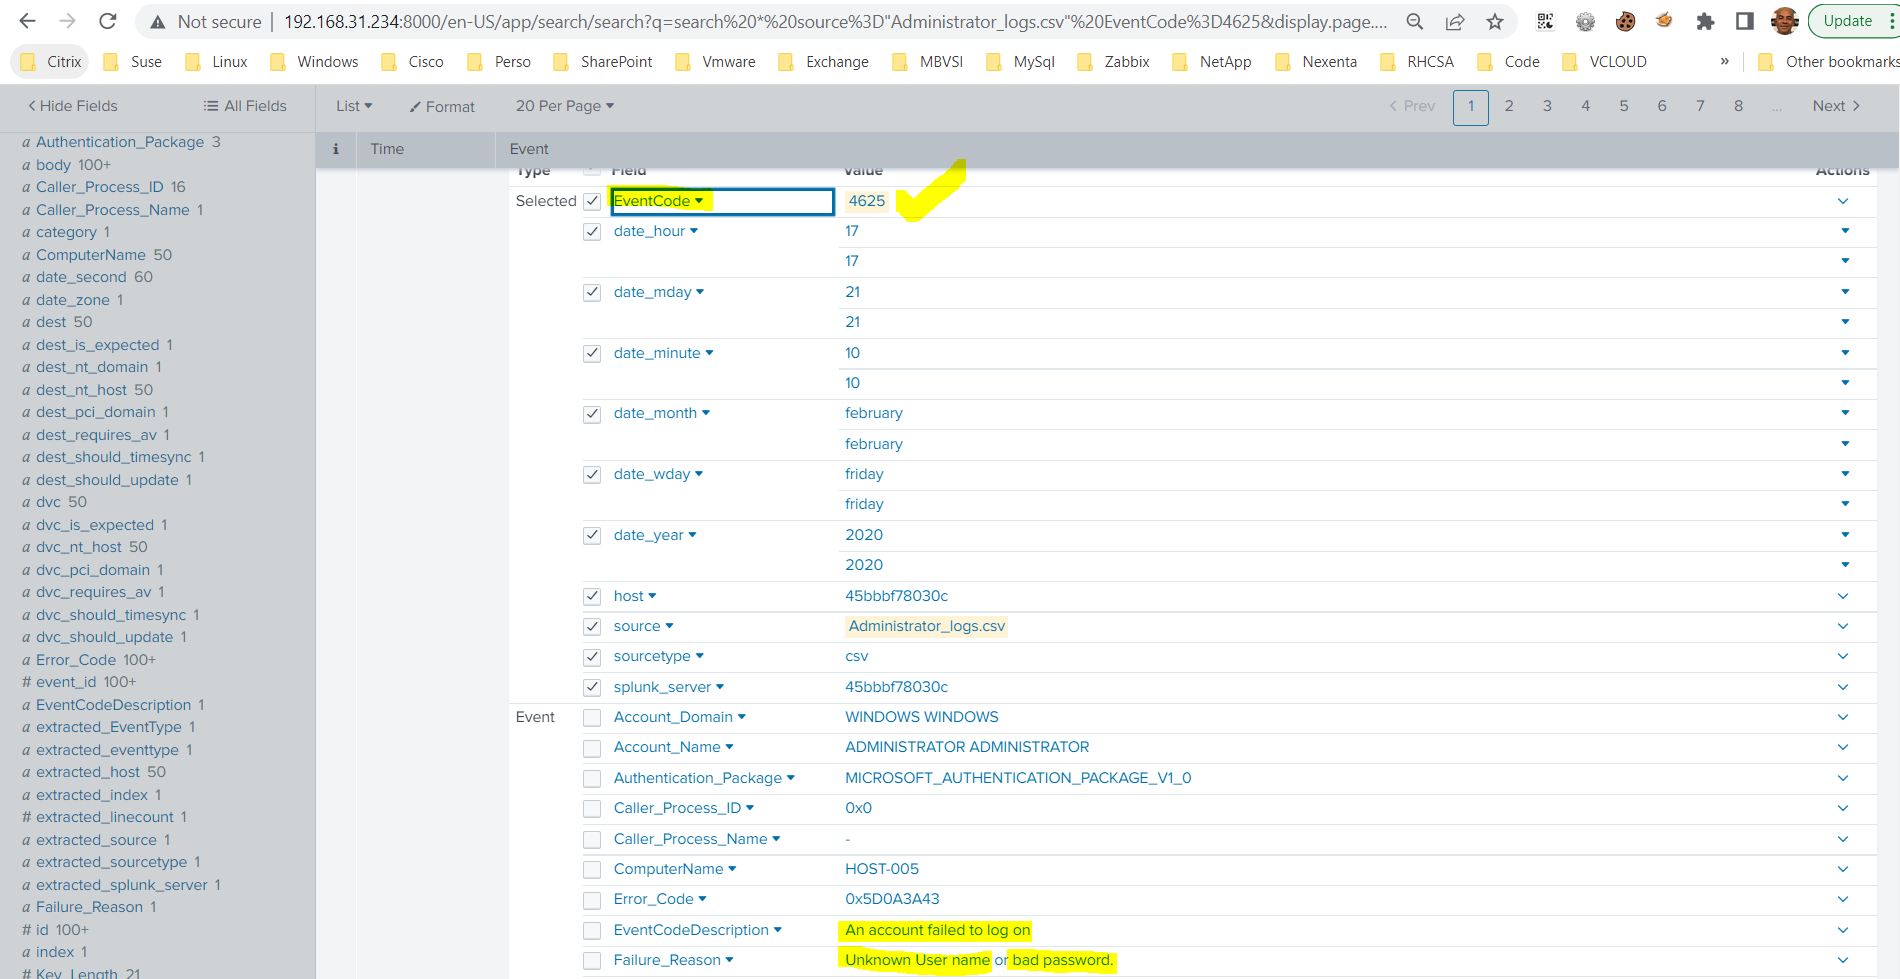 Not secure | 192.168.31.234:8000/en-US/app/search/search?q=search%20*%20source%3D"Administrator_logs.csv"%20EventCode%3D4625&display.page.... Update
Citrix Suse Linux Windows Cisco Perso SharePoint Vmware Exchange MBVSI MySql Zabbix NetApp Nexenta RHCSA Code VCLOUD » Other bookmarks
< Hide Fields All Fields List Format 20 Per Page < Prev 1 2 3 4 5 6 7 8 ... Next >
i Time Event
a Authentication_Package 3
a body 100+
a Caller_Process_ID 16
a Caller_Process_Name 1
a category 1
a ComputerName 50
a date_second 60
a date_zone 1
a dest 50
a dest_is_expected 1
a dest_nt_domain 1
a dest_nt_host 50
a dest_pci_domain 1
a dest_requires_av 1
a dest_should_timesync 1
a dest_should_update 1
a dvc 50
a dvc_is_expected 1
a dvc_nt_host 50
a dvc_pci_domain 1
a dvc_requires_av 1
a dvc_should_timesync 1
a dvc_should_update 1
a Error_Code 100+
# event_id 100+
a EventCodeDescription 1
a extracted_EventType 1
a extracted_eventtype 1
a extracted_host 50
a extracted_index 1
# extracted_linecount 1
a extracted_source 1
a extracted_sourcetype 1
a extracted_splunk_server 1
a Failure_Reason 1
# id 100+
a index 1
# Key_Length 21
Type Field Value Actions
Selected EventCode 4625
date_hour 17
17
date_mday 21
21
date_minute 10
10
date_month february
february
date_wday friday
friday
date_year 2020
2020
host 45bbbf78030c
source Administrator_logs.csv
sourcetype csv
splunk_server 45bbbf78030c
Event Account_Domain WINDOWS WINDOWS
Account_Name ADMINISTRATOR ADMINISTRATOR
Authentication_Package MICROSOFT_AUTHENTICATION_PACKAGE_V1_0
Caller_Process_ID 0x0
Caller_Process_Name -
ComputerName HOST-005
Error_Code 0x5D0A3A43
EventCodeDescription An account failed to log on
Failure_Reason Unknown User name or bad password.